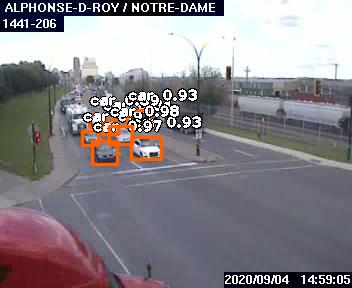 ALPHONSE-D-ROY / NOTRE-DAME
1441-206
car 0.93
car 0.98
car 0.97 0.93
2020/09/04 14:59:05